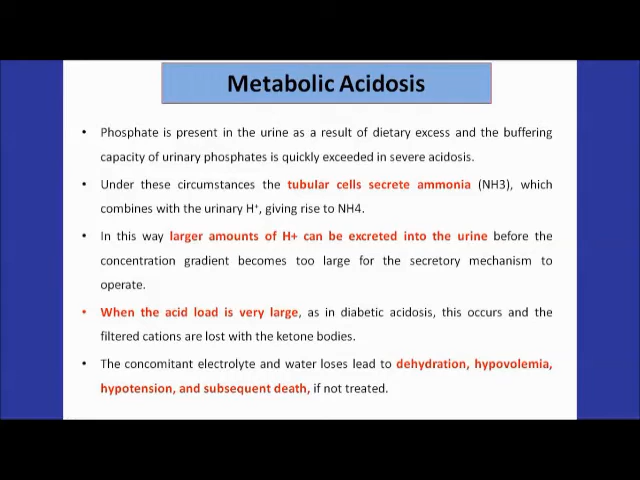 Metabolic Acidosis
• Phosphate is present in the urine as a result of dietary excess and the buffering
capacity of urinary phosphates is quickly exceeded in severe acidosis.
• Under these circumstances the tubular cells secrete ammonia (NH3), which
combines with the urinary H⁺, giving rise to NH4.
• In this way larger amounts of H+ can be excreted into the urine before the
concentration gradient becomes too large for the secretory mechanism to
operate.
• When the acid load is very large, as in diabetic acidosis, this occurs and the
filtered cations are lost with the ketone bodies.
• The concomitant electrolyte and water loses lead to dehydration, hypovolemia,
hypotension, and subsequent death, if not treated.